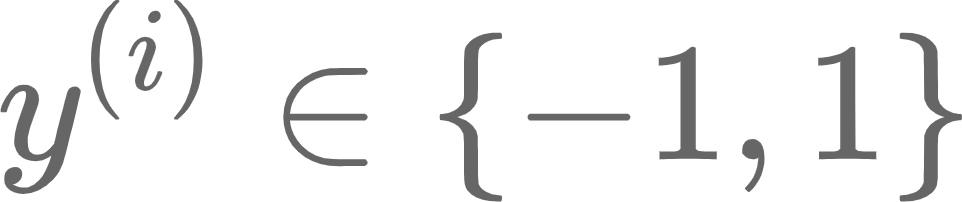 y^{(i)} ∈ {−1, 1}